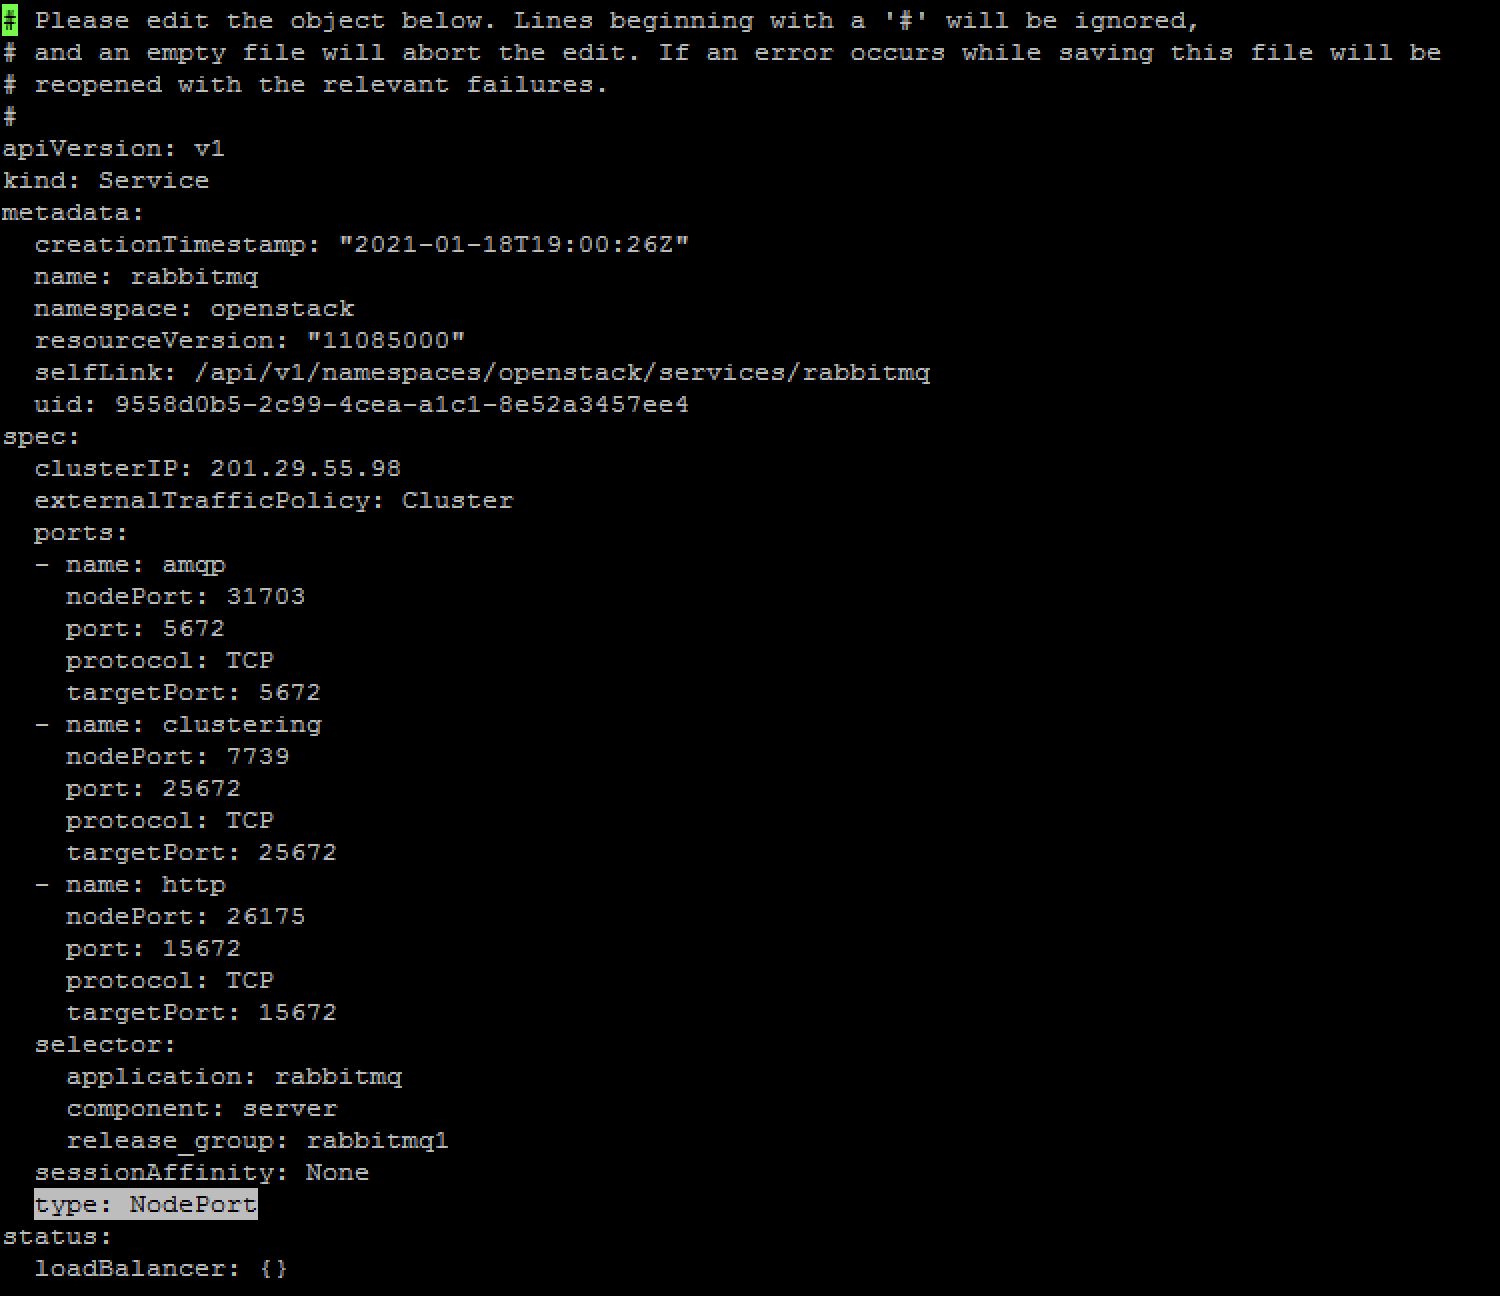 # Please edit the object below. Lines beginning with a '#' will be ignored,
# and an empty file will abort the edit. If an error occurs while saving this file will be
# reopened with the relevant failures.
#
apiVersion: v1
kind: Service
metadata:
  creationTimestamp: "2021-01-18T19:00:26Z"
  name: rabbitmq
  namespace: openstack
  resourceVersion: "11085000"
  selfLink: /api/v1/namespaces/openstack/services/rabbitmq
  uid: 9558d0b5-2c99-4cea-a1c1-8e52a3457ee4
spec:
  clusterIP: 201.29.55.98
  externalTrafficPolicy: Cluster
  ports:
  - name: amqp
    nodePort: 31703
    port: 5672
    protocol: TCP
    targetPort: 5672
  - name: clustering
    nodePort: 7739
    port: 25672
    protocol: TCP
    targetPort: 25672
  - name: http
    nodePort: 26175
    port: 15672
    protocol: TCP
    targetPort: 15672
  selector:
    application: rabbitmq
    component: server
    release_group: rabbitmq1
  sessionAffinity: None
  type: NodePort
status:
  loadBalancer: {}